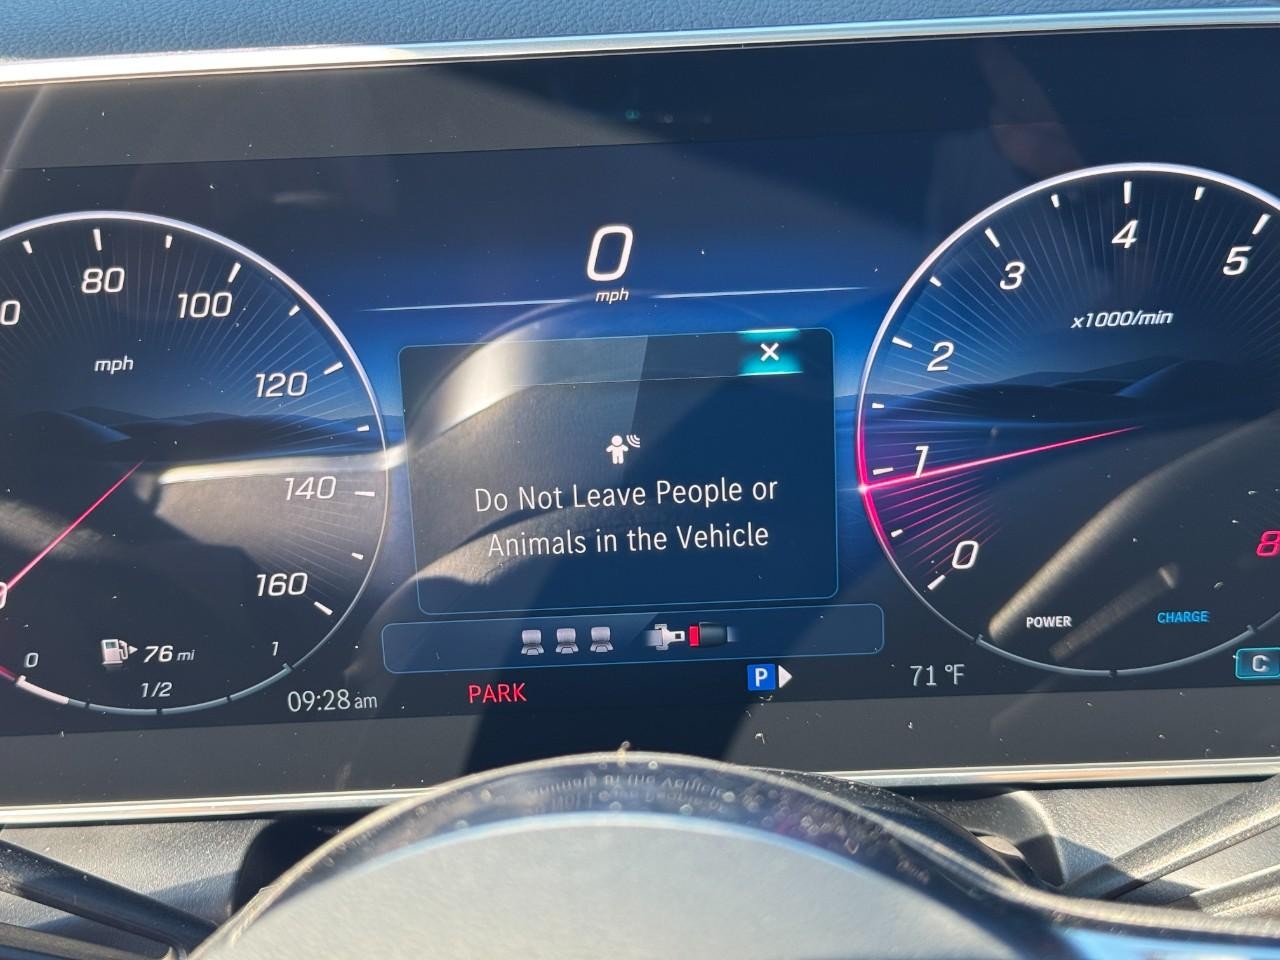 0
mph
80
100
120
140
160
mph
76 mi
0
1
1/2
09:28 am
×
Do Not Leave People or
Animals in the Vehicle
PARK
P
71 °F
0
1
2
3
4
5
8
x1000/min
POWER
CHARGE
C